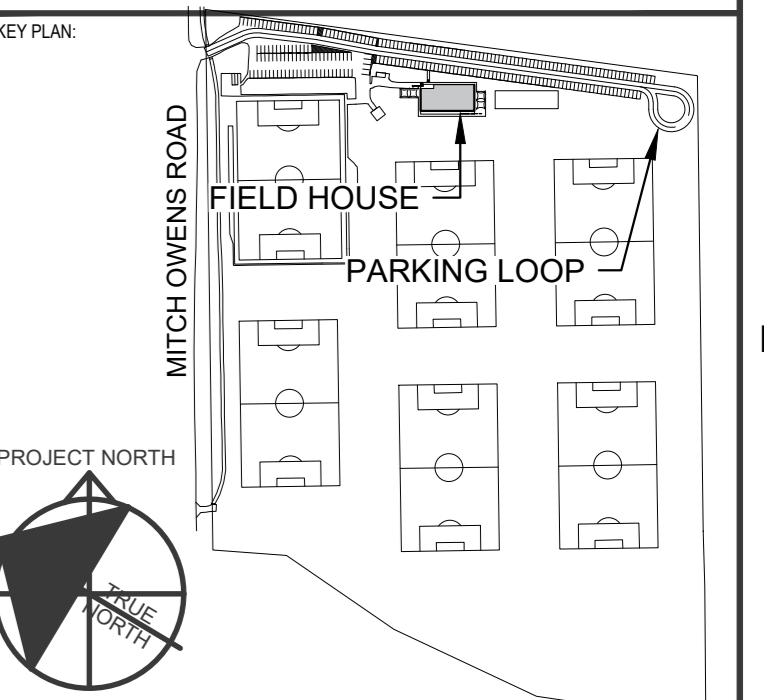 KEY PLAN:
MITCH OWENS ROAD
FIELD HOUSE
PARKING LOOP
PROJECT NORTH
TRUE
NORTH